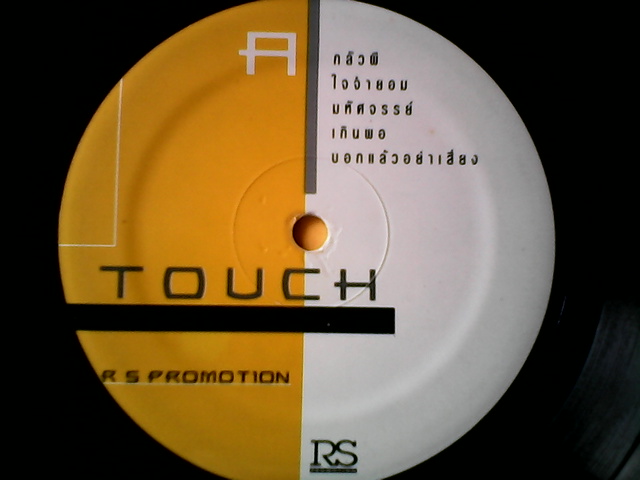 A
กลัวผี
ใจง่ายอม
มหัศจรรย์
เกินพอ
บอกแล้วอย่าเสี่ยง
TOUCH
R S PROMOTION
RS